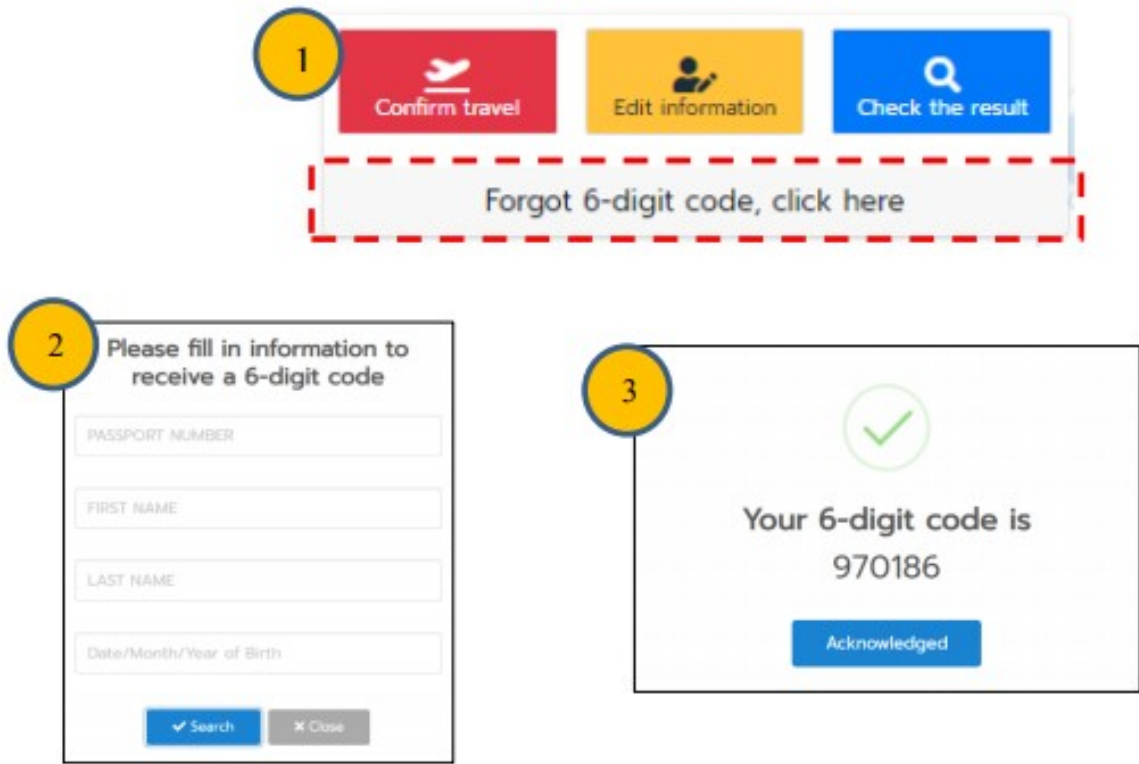 1
Confirm travel
Edit information
Check the result
Forgot 6-digit code, click here
2
Please fill in information to
receive a 6-digit code
PASSPORT NUMBER
FIRST NAME
LAST NAME
Date/Month/Year of Birth
Search
Close
3
Your 6-digit code is
970186
Acknowledged